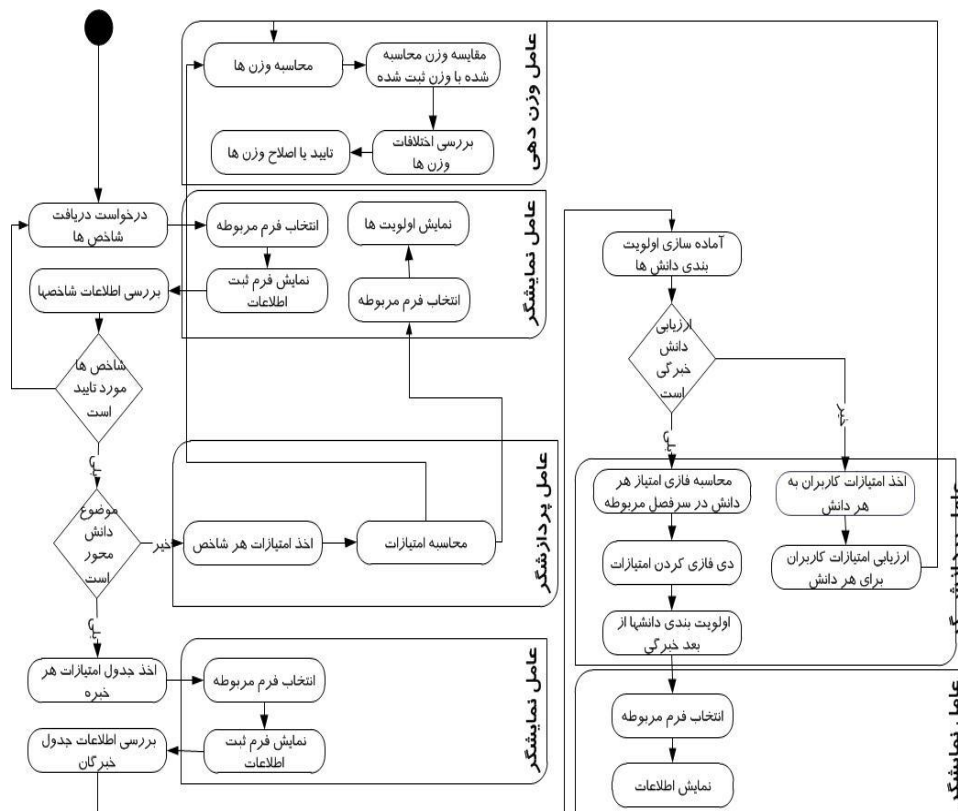 عامل وزن دهی
محاسبه وزن ها
مقایسه وزن محاسبه
شده با وزن ثبت شده
بررسی اختلافات
وزن ها
تایید یا اصلاح وزن ها
درخواست دریافت
شاخص ها
عامل نمایشگر
انتخاب فرم مربوطه
نمایش فرم ثبت
اطلاعات
نمایش اولویت ها
انتخاب فرم مربوطه
بررسی اطلاعات شاخصها
شاخص ها
مورد تایید
است
بلی
موضوع
دانش
محور
است
خیر
بلی
عامل پردازشگر
اخذ امتیازات هر شاخص
محاسبه امتیازات
اخذ جدول امتیازات هر
خبره
عامل نمایشگر
انتخاب فرم مربوطه
نمایش فرم ثبت
اطلاعات
بررسی اطلاعات جدول
خبرگان
آماده سازی اولویت
بندی دانش ها
ارزیابی
دانش
خبرگی
است
خیر
بلی
محاسبه فازی امتیاز هر
دانش در سرفصل مربوطه
دی فازی کردن امتیازات
اولویت بندی دانشها از
بعد خبرگی
اخذ امتیازات کاربران به
هر دانش
ارزیابی امتیازات کاربران
برای هر دانش
عامل نمایشگر
انتخاب فرم مربوطه
نمایش اطلاعات